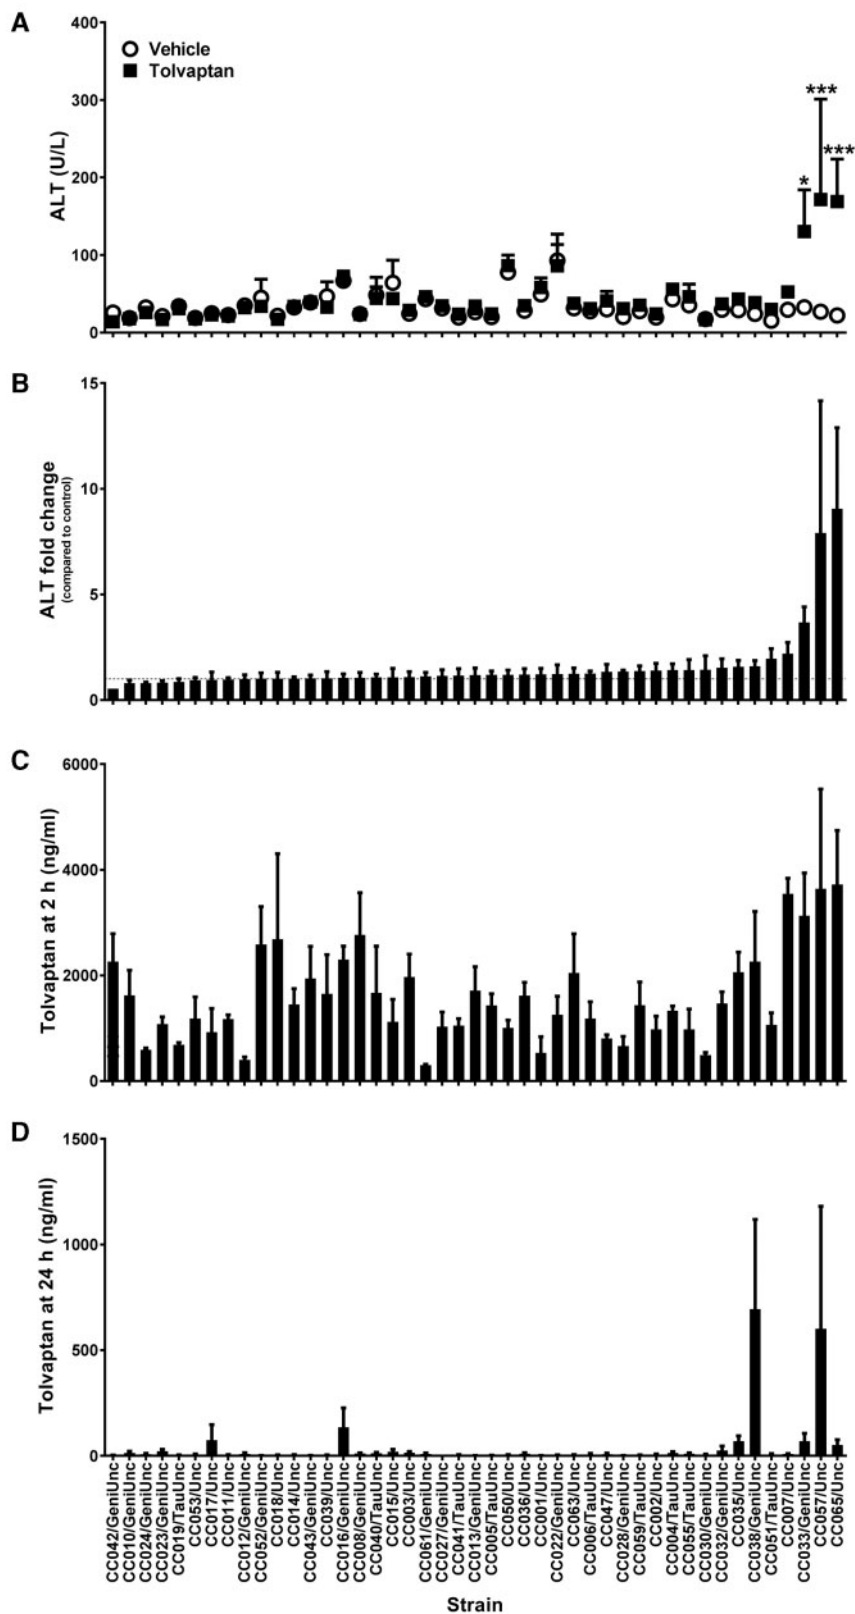 A
400
300
200
100
0
ALT (U/L)
Vehicle
Tolvaptan
*
***
***
B
15
10
5
0
ALT fold change
(compared to control)
C
6000
4000
2000
0
Tolvaptan at 2 h (ng/ml)
D
1500
1000
500
0
Tolvaptan at 24 h (ng/ml)
CC042/GeniUnc
CC010/GeniUnc
CC024/GeniUnc
CC023/GeniUnc
CC019/TauUnc
CC053/Unc
CC017/Unc
CC011/Unc
CC012/GeniUnc
CC052/GeniUnc
CC018/Unc
CC014/Unc
CC043/GeniUnc
CC039/Unc
CC016/GeniUnc
CC008/GeniUnc
CC040/TauUnc
CC015/Unc
CC003/Unc
CC061/GeniUnc
CC027/GeniUnc
CC041/TauUnc
CC013/GeniUnc
CC005/TauUnc
CC050/Unc
CC036/Unc
CC001/Unc
CC022/GeniUnc
CC063/Unc
CC006/TauUnc
CC047/Unc
CC028/GeniUnc
CC059/TauUnc
CC002/Unc
CC004/TauUnc
CC055/TauUnc
CC030/GeniUnc
CC032/GeniUnc
CC035/Unc
CC038/GeniUnc
CC051/TauUnc
CC007/Unc
CC033/GeniUnc
CC057/Unc
CC065/Unc
Strain